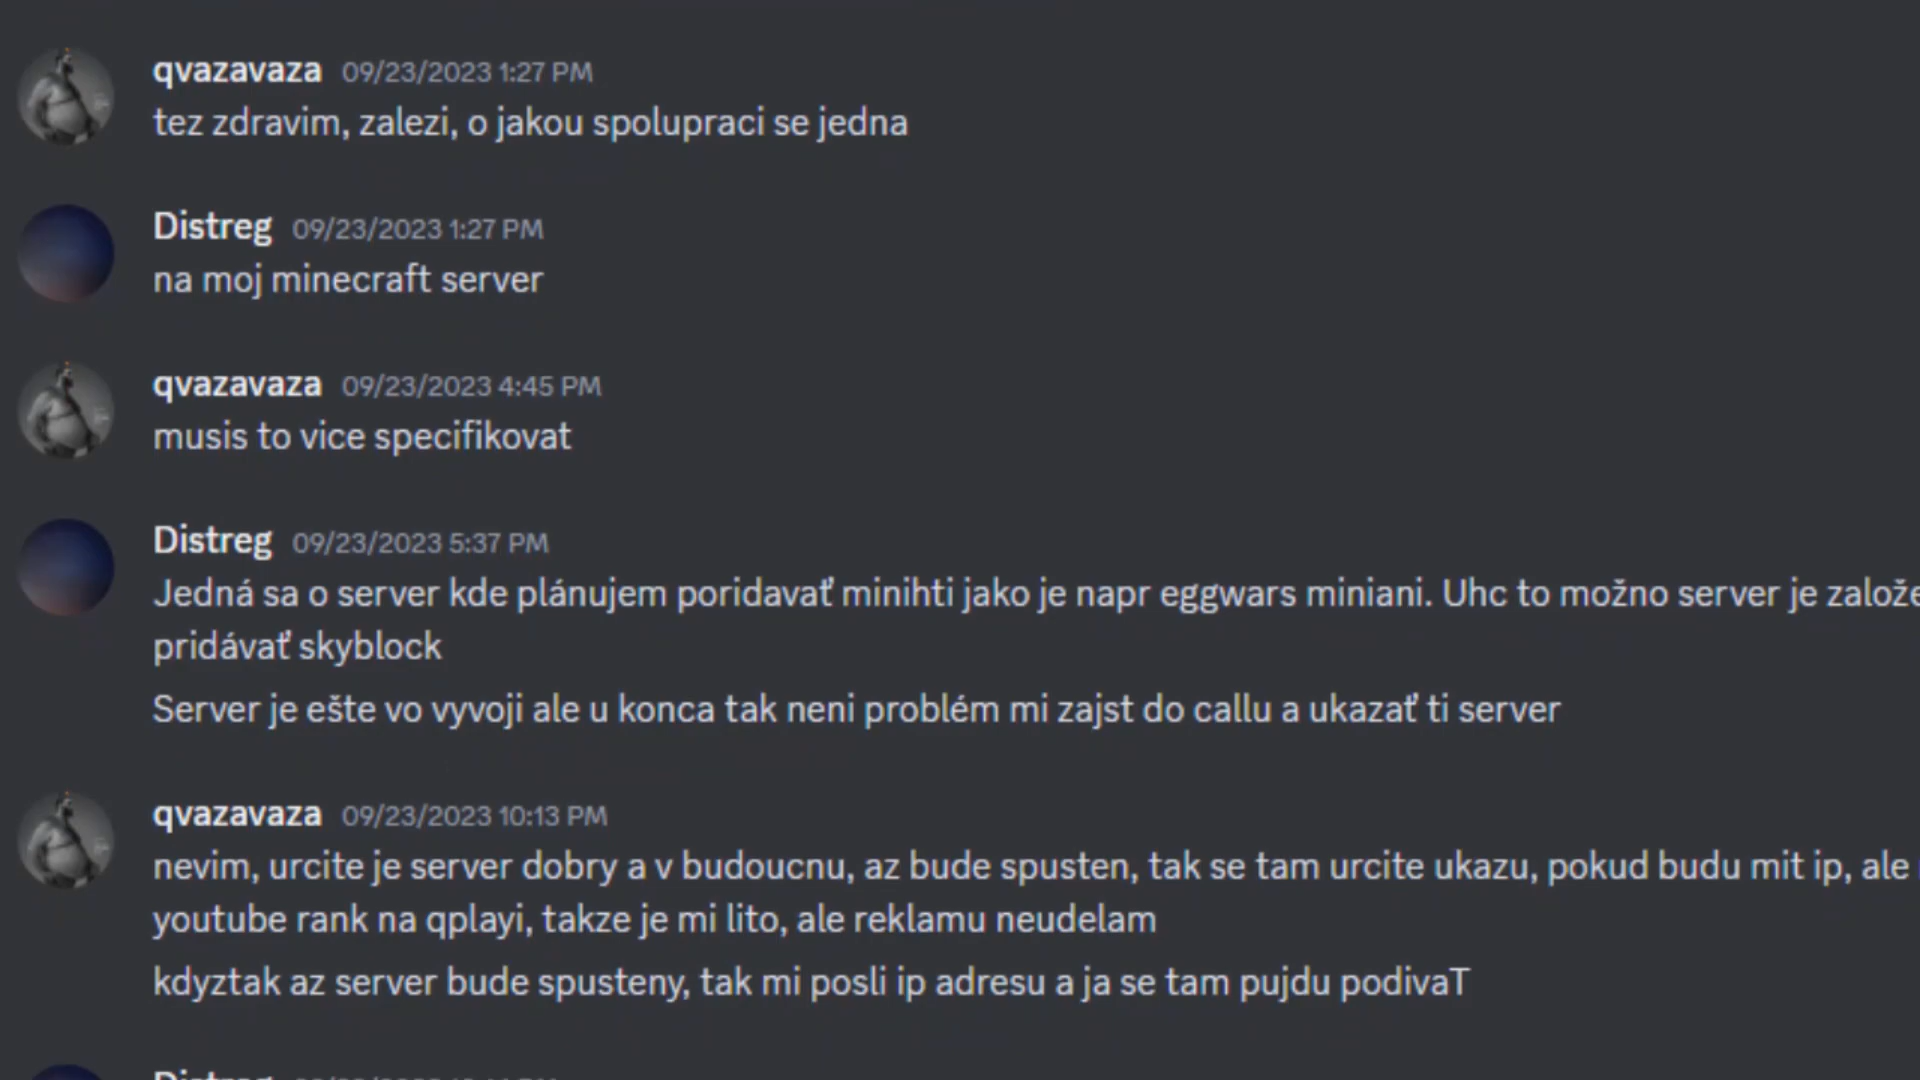 qvazavaza 09/23/2023 1:27 PM
tez zdravim, zalezi, o jakou spolupraci se jedna
Distreg 09/23/2023 1:27 PM
na moj minecraft server
qvazavaza 09/23/2023 4:45 PM
musis to vice specifikovat
Distreg 09/23/2023 5:37 PM
Jedná sa o server kde plánujem poridavať minihti jako je napr eggwars miniani. Uhc to možno server je
pridávať skyblock
Server je ešte vo vyvoji ale u konca tak neni problém mi zajst do callu a ukazať ti server
qvazavaza 09/23/2023 10:13 PM
nevim, urcite je server dobry a v budoucnu, az bude spusten, tak se tam urcite ukazu, pokud budu mit ip, ale
youtube rank na qplayi, takze je mi lito, ale reklamu neudelam
kdyztak az server bude spusteny, tak mi posli ip adresu a ja se tam pujdu podivaT
Distreg